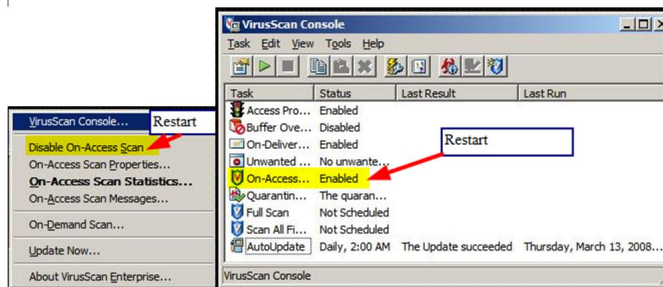 VirusScan Console...
Restart
Disable On-Access Scan
On-Access Scan Properties...
On-Access Scan Statistics...
On-Access Scan Messages...
On-Demand Scan...
Update Now...
About VirusScan Enterprise...
VirusScan Console
Task Edit View Tools Help
Task Status Last Result Last Run
Access Pro... Enabled
Buffer Ove... Disabled
On-Deliver... Enabled
Unwanted ... No unwante...
On-Access... Enabled
Restart
Quarantin... The quaran...
Full Scan Not Scheduled
Scan All Fi... Not Scheduled
AutoUpdate Daily, 2:00 AM The Update succeeded Thursday, March 13, 2008...
VirusScan Console